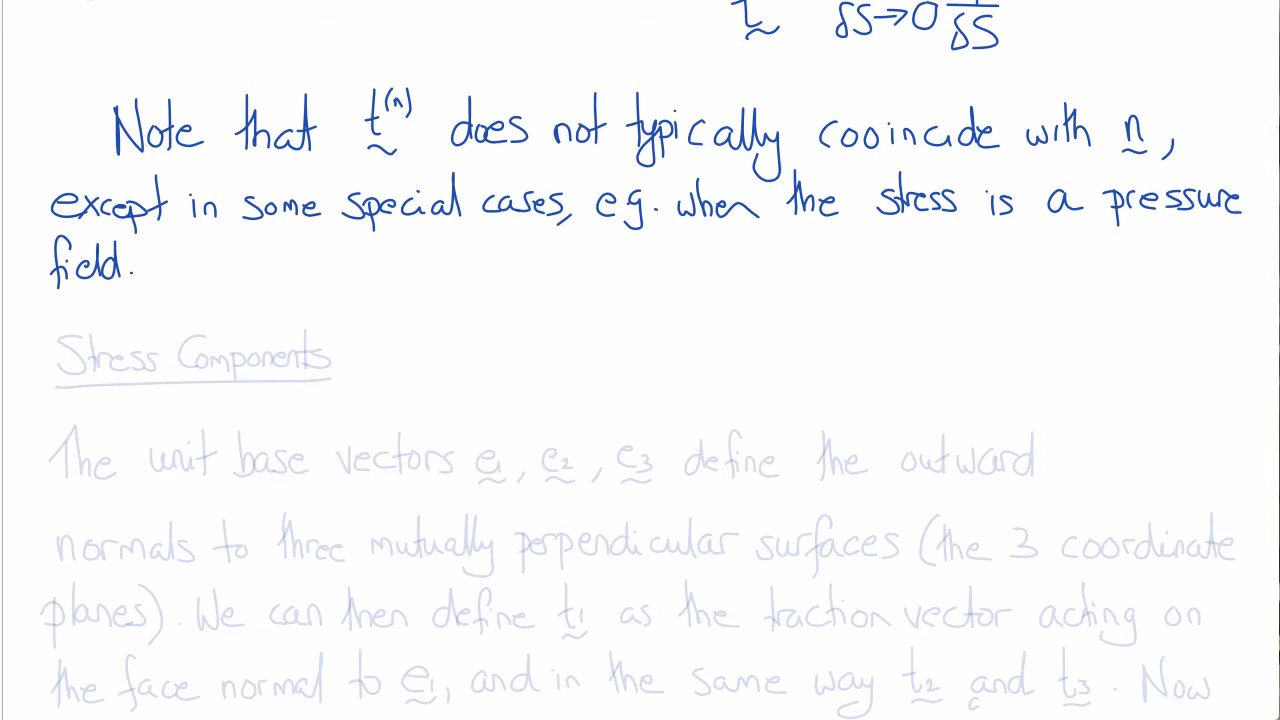 t δS→0 δS
Note that t⁽ⁿ⁾ does not typically cooincide with n,
except in some special cases, e.g. when the stress is a pressure
field.
Stress Components
The unit base vectors e₁, e₂, e₃ define the outward
normals to three mutually perpendicular surfaces (the 3 coordinate
planes). We can then define t₁ as the traction vector acting on
the face normal to e₁, and in the same way t₂ and t₃. Now